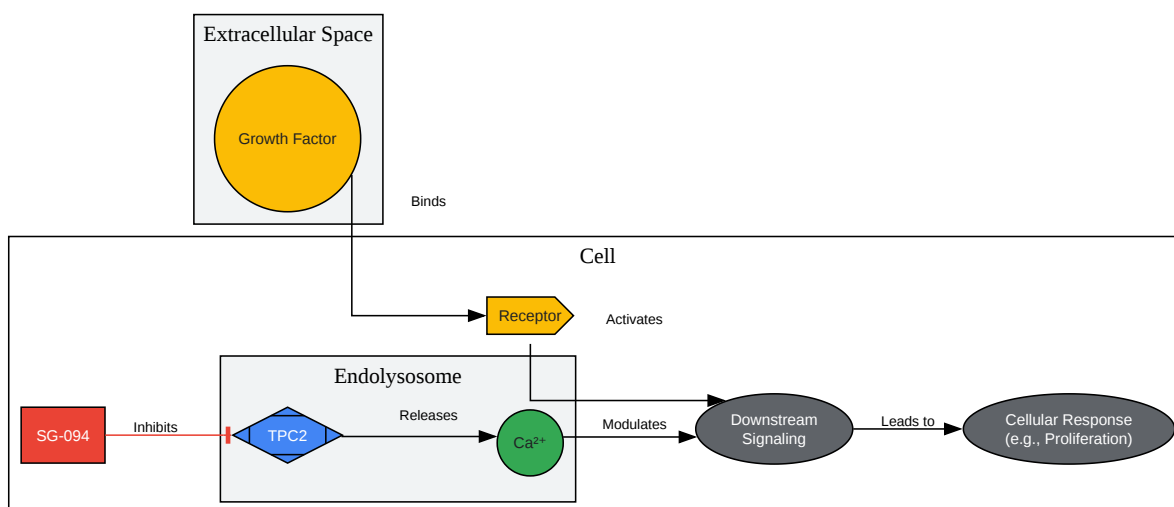 Extracellular Space
Growth Factor
Binds
Cell
Receptor
Activates
Endolysosome
SG-094
Inhibits
TPC2
Releases
Ca²⁺
Modulates
Downstream
Signaling
Leads to
Cellular Response
(e.g., Proliferation)